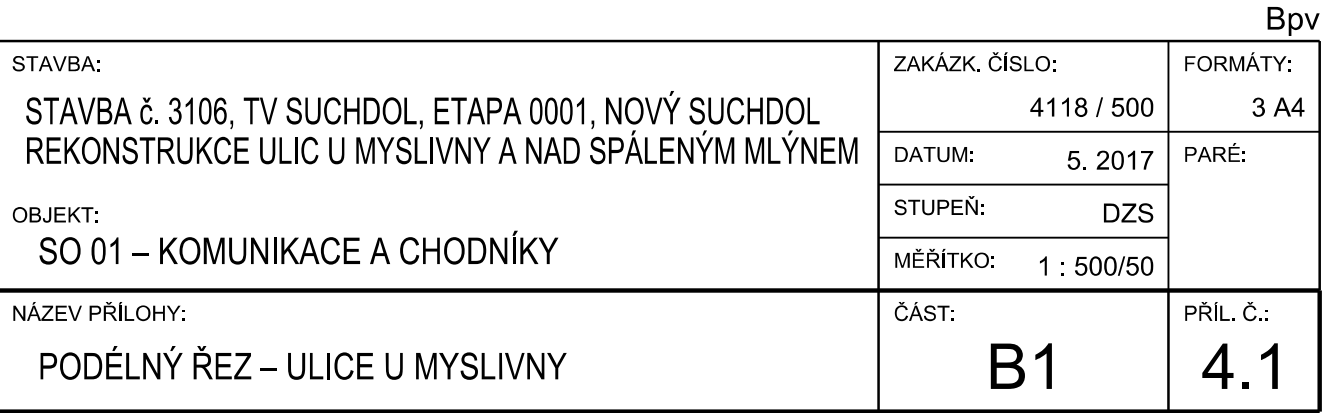 Bpv
STAVBA:
STAVBA č. 3106, TV SUCHDOL, ETAPA 0001, NOVÝ SUCHDOL
REKONSTRUKCE ULIC U MYSLIVNY A NAD SPÁLENÝM MLÝNEM
OBJEKT:
SO 01 – KOMUNIKACE A CHODNÍKY
ZAKÁZK. ČÍSLO:
4118 / 500
FORMÁTY:
3 A4
DATUM: 5. 2017
PARÉ:
STUPEŇ: DZS
MĚŘÍTKO: 1 : 500/50
NÁZEV PŘÍLOHY:
PODÉLNÝ ŘEZ – ULICE U MYSLIVNY
ČÁST:
B1
PŘÍL. Č.:
4.1